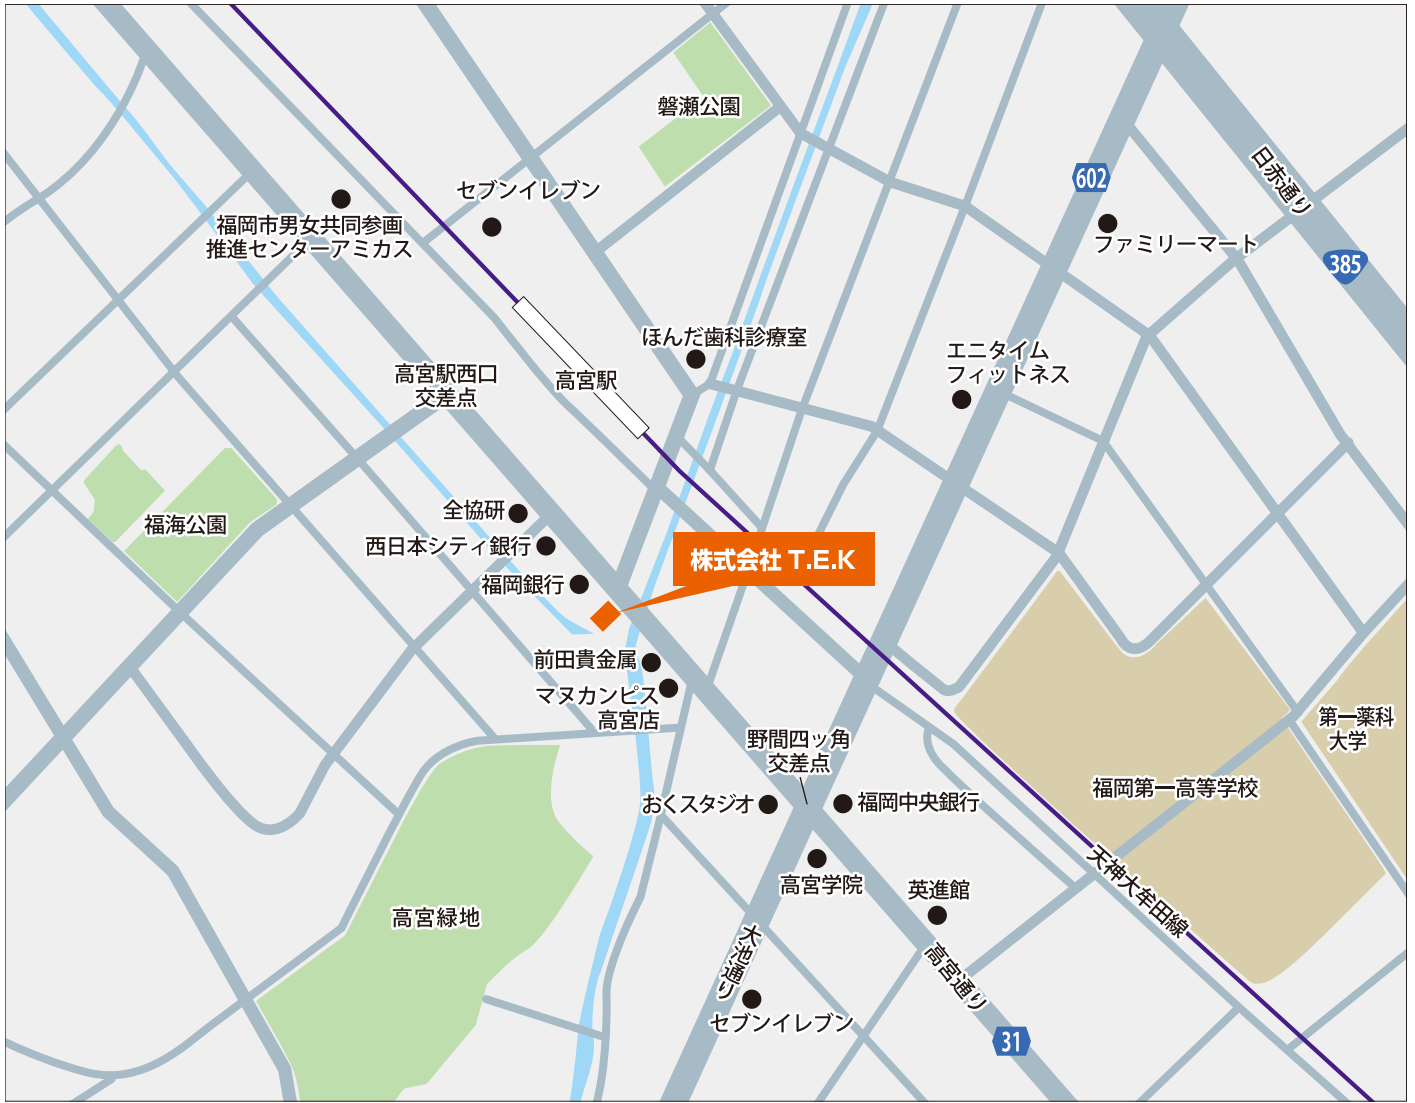 磐瀬公園
セブンイレブン
602
日赤通り
福岡市男女共同参画
推進センターアミカス
ファミリーマート
385
ほんだ歯科診療室
エニタイム
フィットネス
高宮駅
高宮駅西口
交差点
全協研
福海公園
西日本シティ銀行
株式会社 T.E.K
福岡銀行
前田貴金属
マヌカンピス
高宮店
第一薬科
大学
野間四ッ角
交差点
福岡第一高等学校
おくスタジオ
福岡中央銀行
天神大牟田線
高宮学院
英進館
高宮緑地
大池通り
高宮通り
セブンイレブン
31